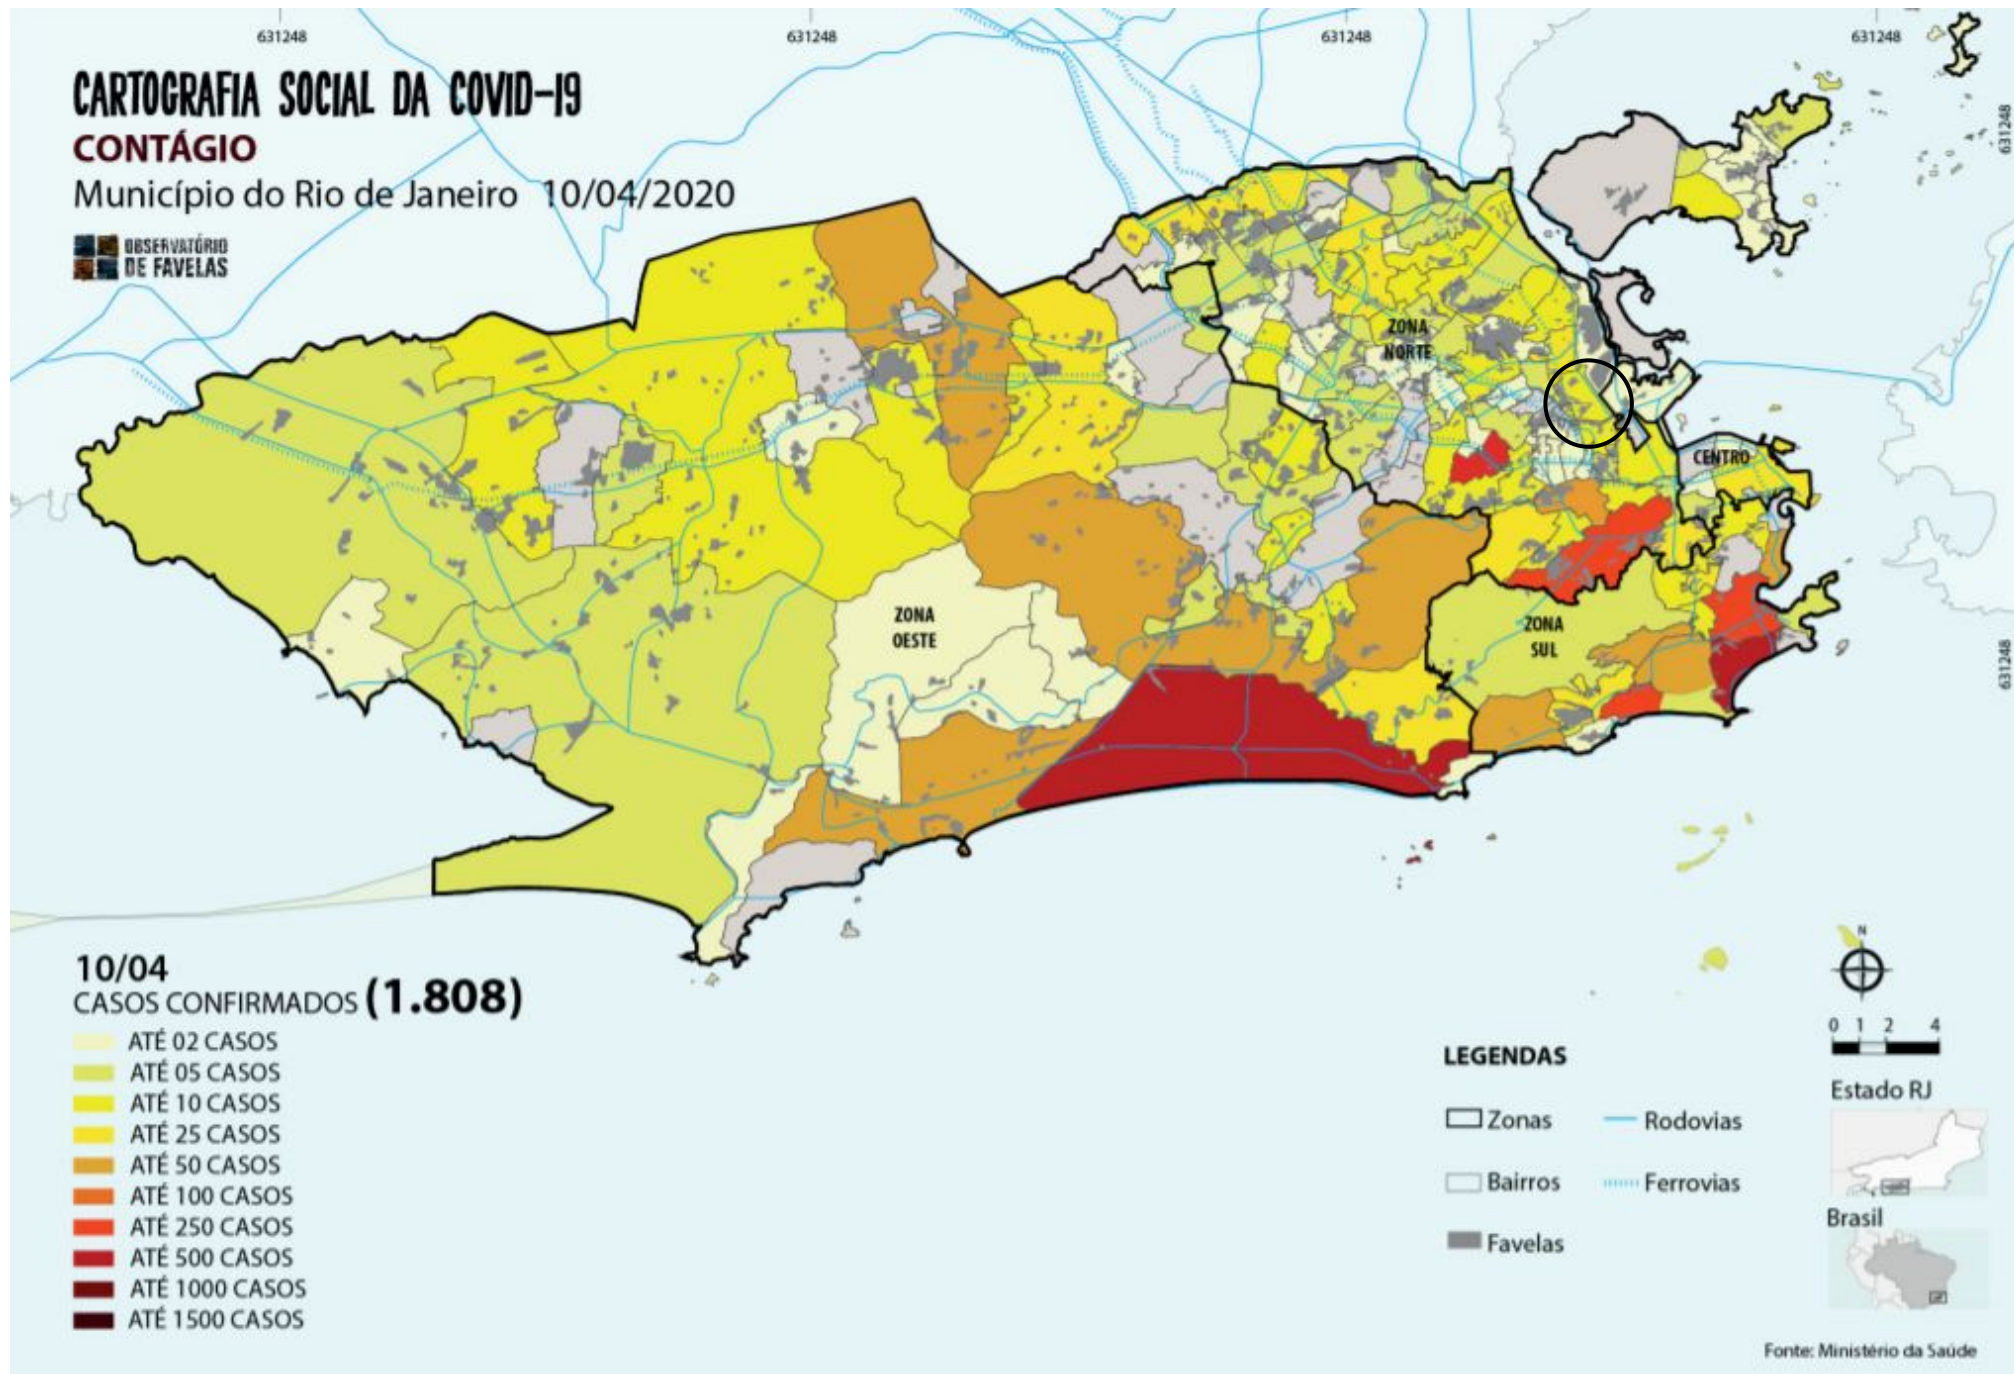 631248
631248
631248
631248
CARTOGRAFIA SOCIAL DA COVID-19
CONTÁGIO
Município do Rio de Janeiro 10/04/2020
OBSERVATÓRIO
DE FAVELAS
631248
ZONA
NORTE
CENTRO
ZONA
OESTE
ZONA
SUL
631248
10/04
CASOS CONFIRMADOS (1.808)
ATÉ 02 CASOS
ATÉ 05 CASOS
ATÉ 10 CASOS
ATÉ 25 CASOS
ATÉ 50 CASOS
ATÉ 100 CASOS
ATÉ 250 CASOS
ATÉ 500 CASOS
ATÉ 1000 CASOS
ATÉ 1500 CASOS
LEGENDAS
Zonas
Rodovias
Bairros
Ferrovias
Favelas
N
0 1 2 4
Estado RJ
Brasil
Fonte: Ministério da Saúde